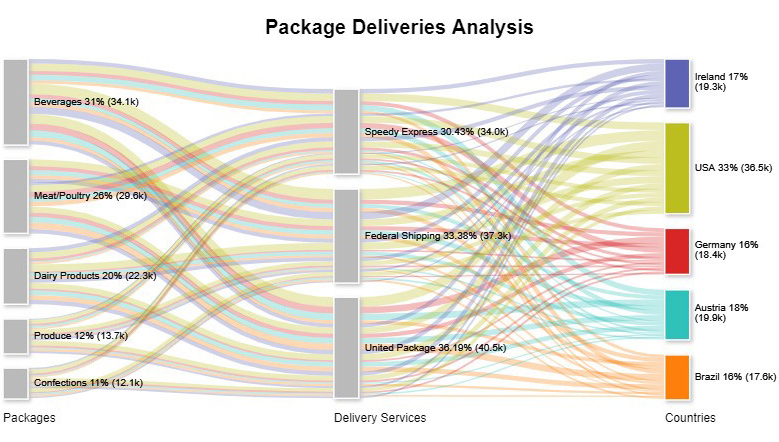 Package Deliveries Analysis
Beverages 31% (34.1k)
Meat/Poultry 26% (29.6k)
Dairy Products 20% (22.3k)
Produce 12% (13.7k)
Confections 11% (12.1k)
Packages
Speedy Express 30.43% (34.0k)
Federal Shipping 33.38% (37.3k)
United Package 36.19% (40.5k)
Delivery Services
Ireland 17%
(19.3k)
USA 33% (36.5k)
Germany 16%
(18.4k)
Austria 18%
(19.9k)
Brazil 16% (17.6k)
Countries